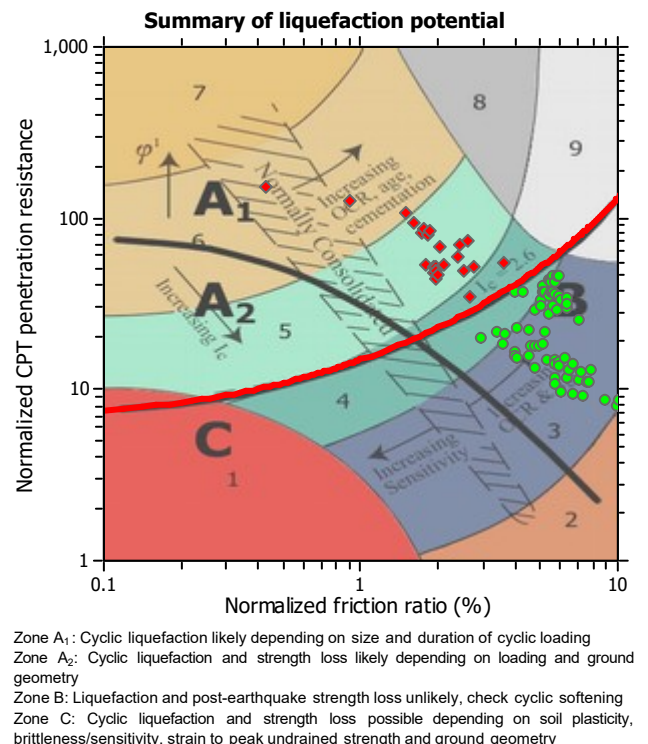 Summary of liquefaction potential
1,000
7
8
9
φ'
Increasing
OCR, age,
cementation
Normally Consolidated
A1
100
6
Normalized CPT penetration resistance
A2
Increasing Ic
5
Ic = 2.6
B
10
4
Increasing
OCR &
3
C
1
Increasing
Sensitivity
2
1
0.1
1
10
Normalized friction ratio (%)
Zone A1: Cyclic liquefaction likely depending on size and duration of cyclic loading
Zone A2: Cyclic liquefaction and strength loss likely depending on loading and ground
geometry
Zone B: Liquefaction and post-earthquake strength loss unlikely, check cyclic softening
Zone C: Cyclic liquefaction and strength loss possible depending on soil plasticity,
brittleness/sensitivity, strain to peak undrained strength and ground geometry